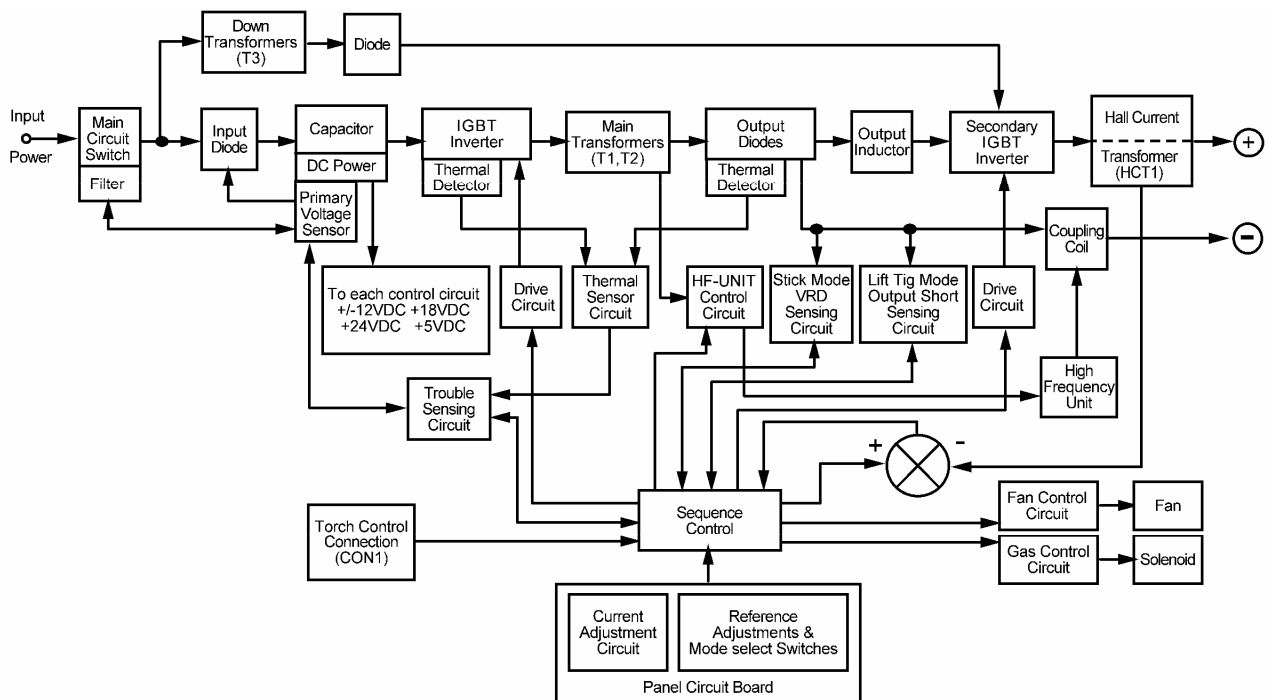 Down
Transformers
(T3)
Diode
Input
Power
Main
Circuit
Switch
Filter
Input
Diode
Capacitor
DC Power
Primary
Voltage
Sensor
IGBT
Inverter
Thermal
Detector
Main
Transformers
(T1,T2)
Output
Diodes
Thermal
Detector
Output
Inductor
Secondary
IGBT
Inverter
Hall Current
Transformer
(HCT1)
+
-
Coupling
Coil
To each control circuit
+/-12VDC +18VDC
+24VDC +5VDC
Drive
Circuit
Thermal
Sensor
Circuit
HF-UNIT
Control
Circuit
Stick Mode
VRD
Sensing
Circuit
Lift Tig Mode
Output Short
Sensing
Circuit
Drive
Circuit
High
Frequency
Unit
Trouble
Sensing
Circuit
+
-
Sequence
Control
Torch Control
Connection
(CON1)
Fan Control
Circuit
Fan
Gas Control
Circuit
Solenoid
Current
Adjustment
Circuit
Reference
Adjustments &
Mode select Switches
Panel Circuit Board